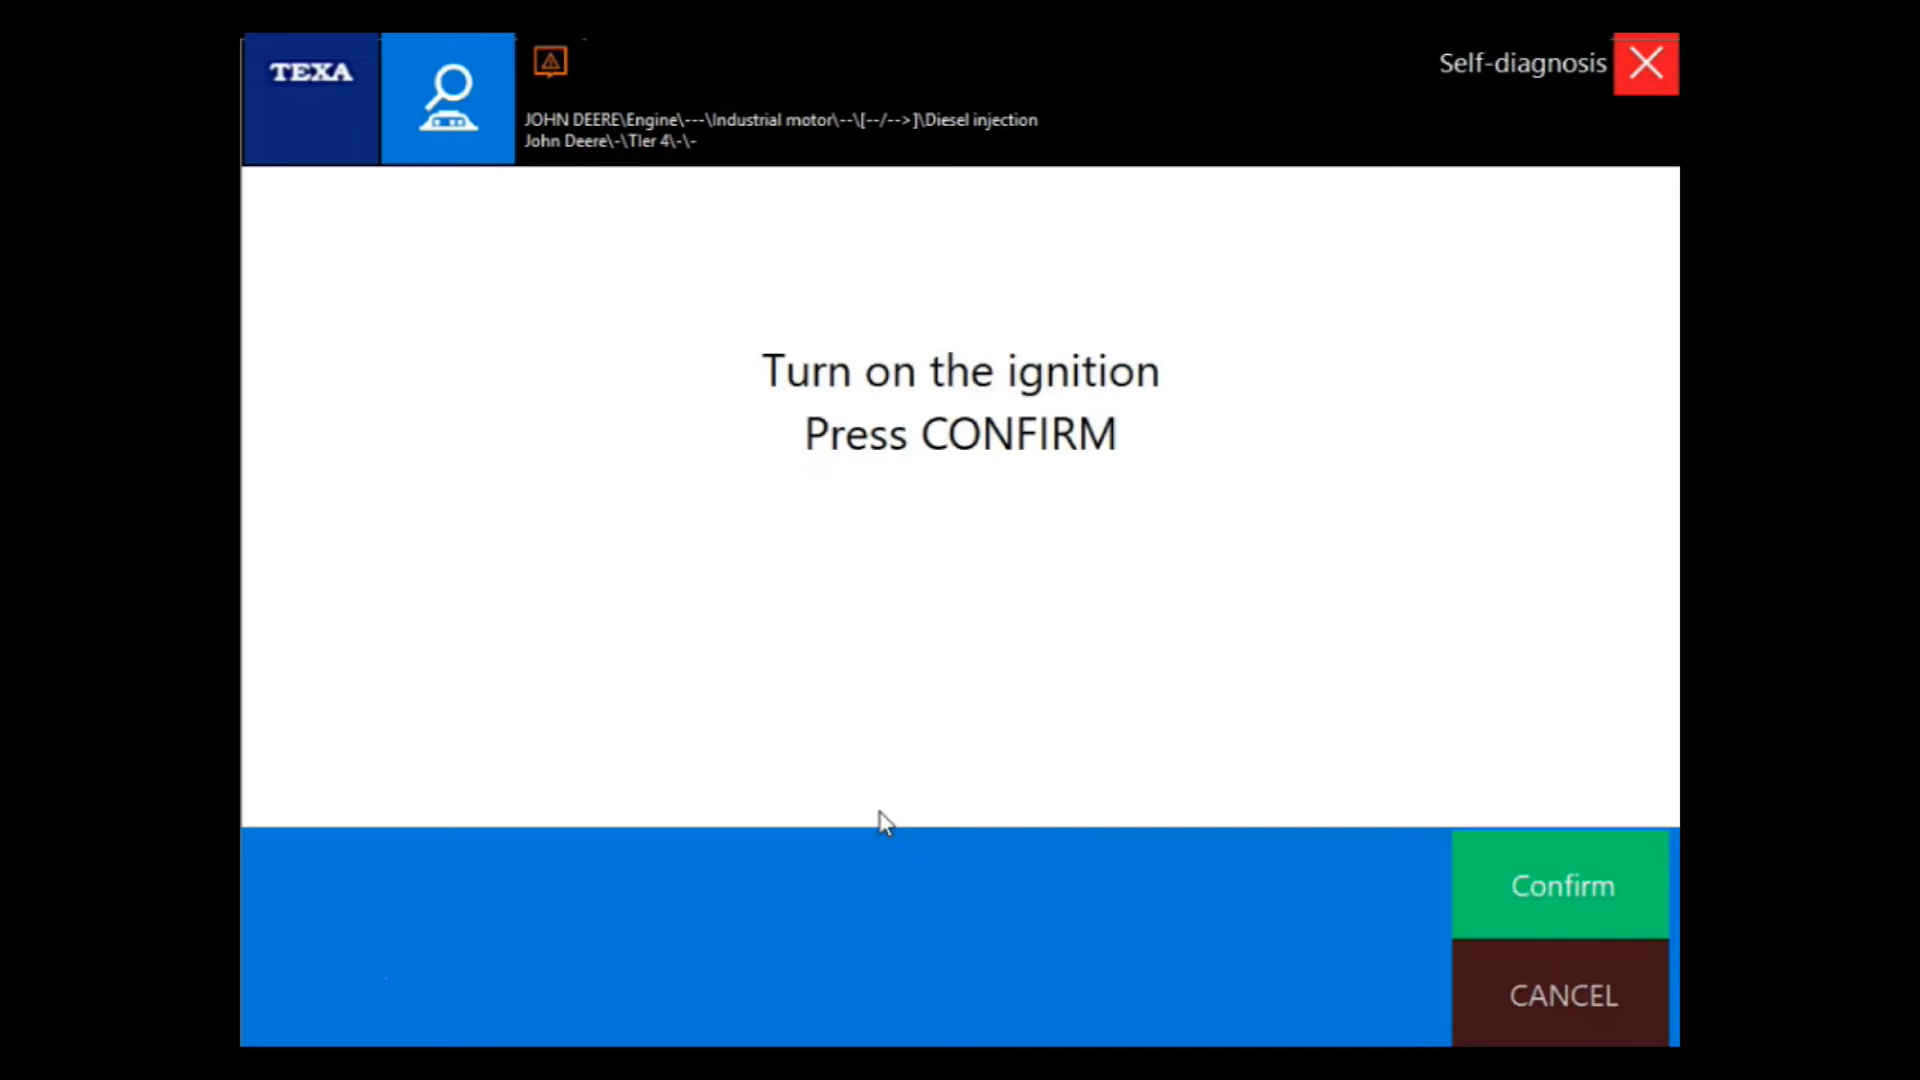 TEXA
Self-diagnosis
JOHN DEERE\Engine\---\Industrial motor\--\[--/-->]\Diesel injection
John Deere\-\TIer 4\-\-
Turn on the ignition
Press CONFIRM
Confirm
CANCEL